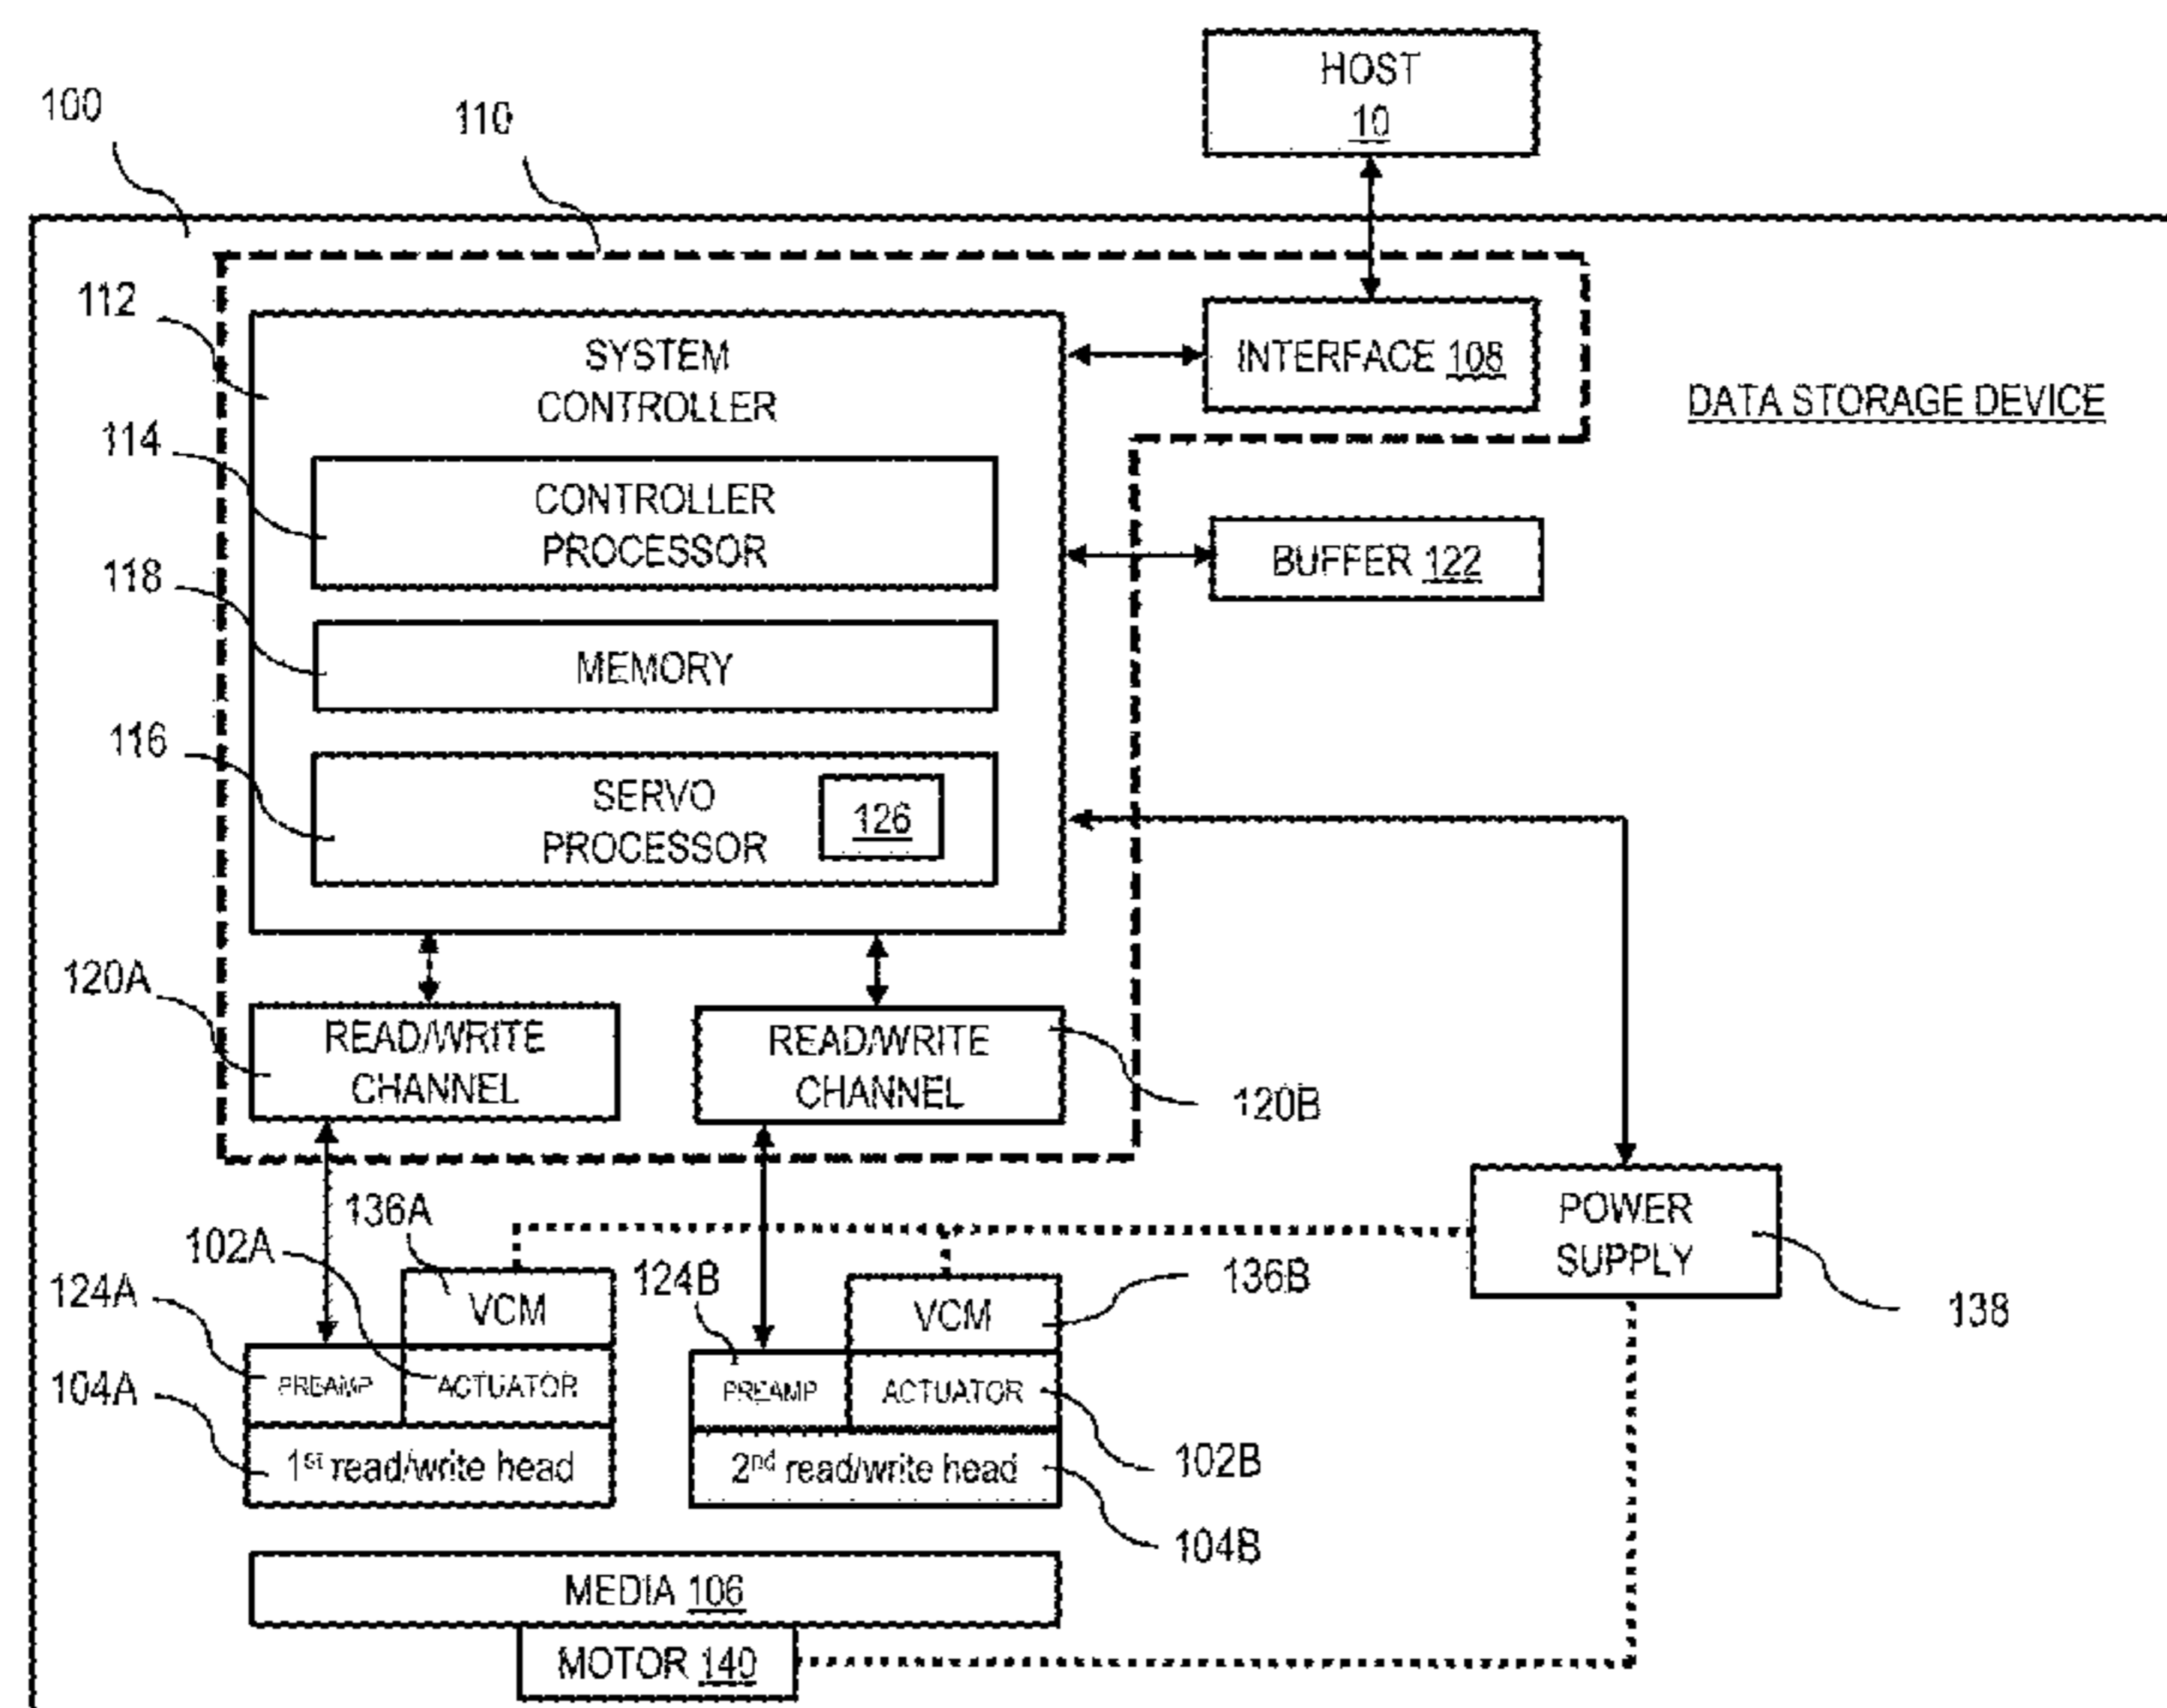 HOST
10
100
110
112
SYSTEM
CONTROLLER
INTERFACE 108
DATA STORAGE DEVICE
114
CONTROLLER
PROCESSOR
BUFFER 122
118
MEMORY
116
SERVO
PROCESSOR
126
120A
READ/WRITE
CHANNEL
READ/WRITE
CHANNEL
120B
136A
102A
124A
VCM
124B
VCM
136B
POWER
SUPPLY
138
104A
PREAMP
ACTUATOR
PREAMP
ACTUATOR
1st read/write head
2nd read/write head
102B
104B
MEDIA 106
MOTOR 140